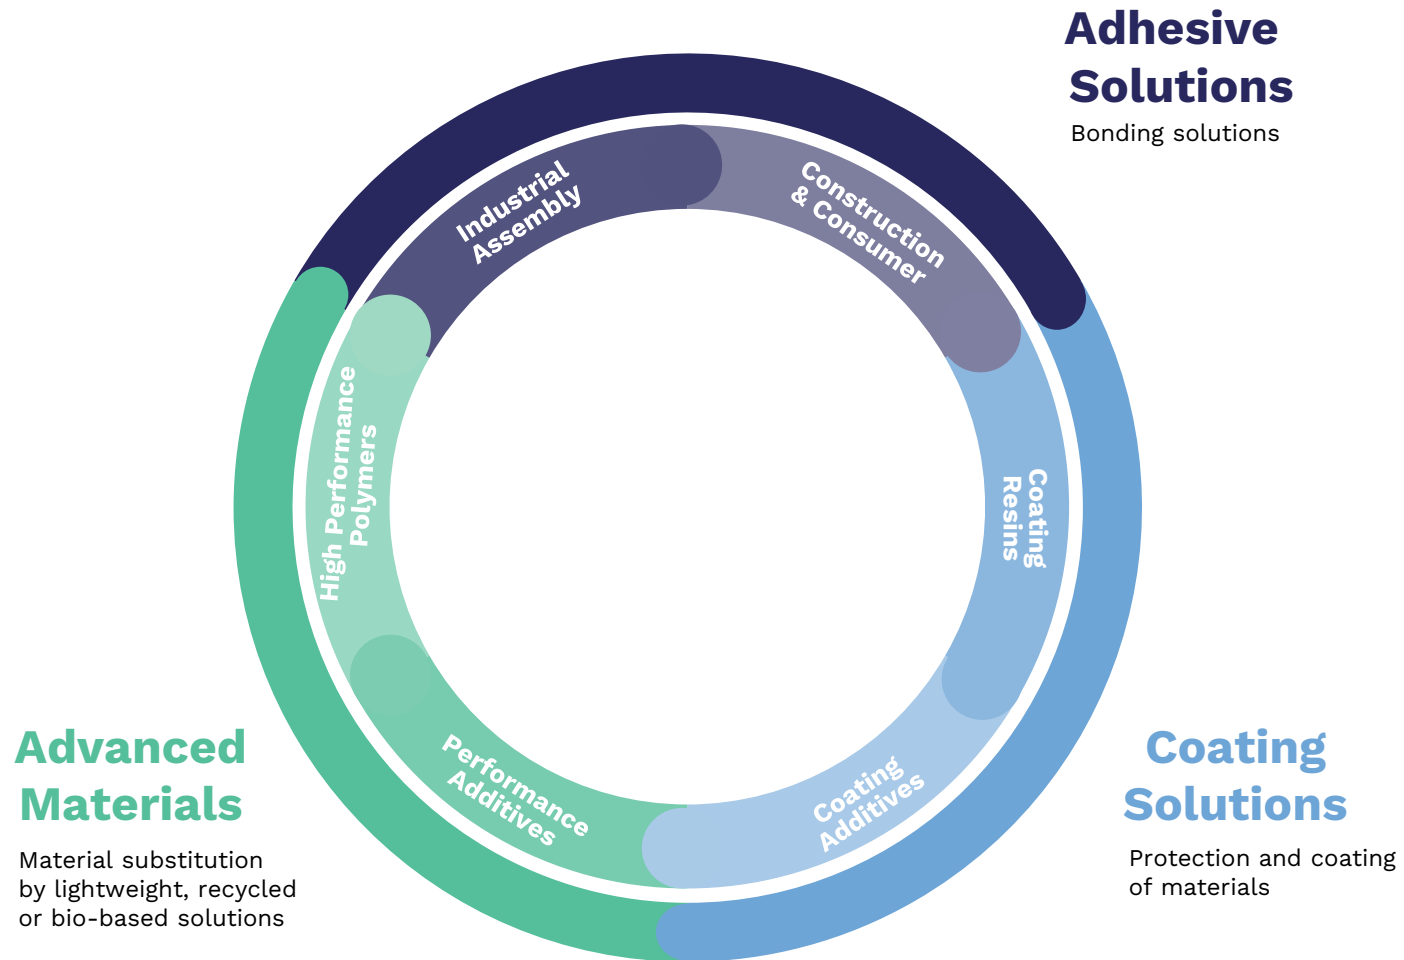 Adhesive
Solutions
Bonding solutions
Industrial
Assembly
Construction
& Consumer
High Performance
Polymers
Coating
Resins
Performance
Additives
Coating
Additives
Advanced
Materials
Material substitution
by lightweight, recycled
or bio-based solutions
Coating
Solutions
Protection and coating
of materials